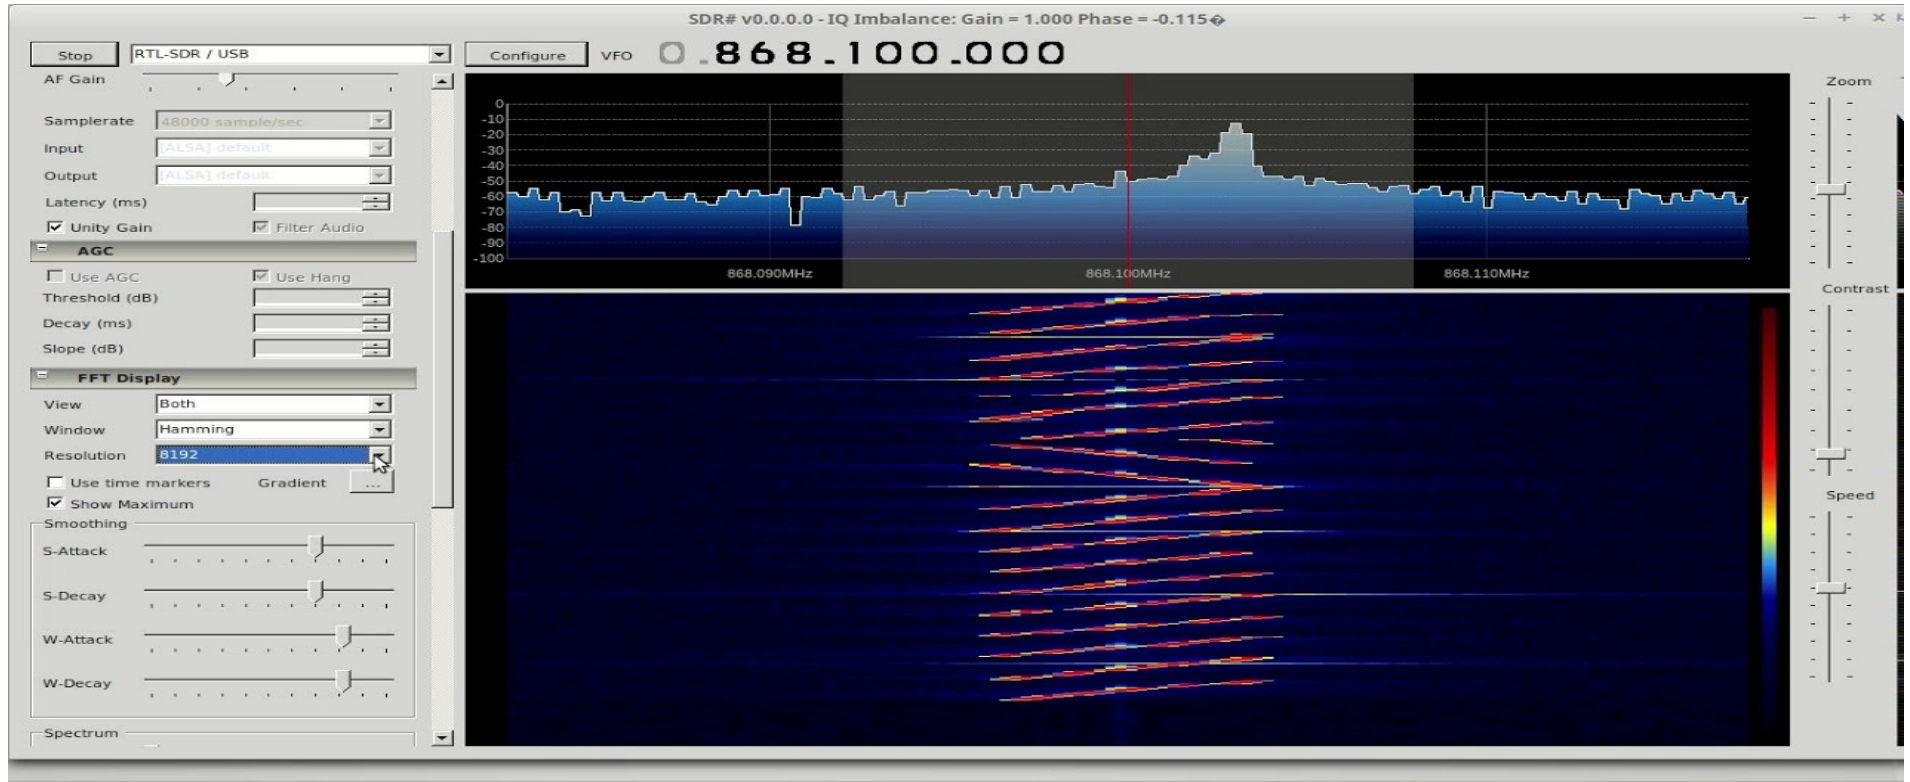 SDR# v0.0.0.0 - IQ Imbalance: Gain = 1.000 Phase = -0.115�
Stop RTL-SDR / USB Configure VFO 0.868.100.000
AF Gain
Samplerate 48000 sample/sec
Input [ALSA] default
Output [ALSA] default
Latency (ms)
Unity Gain Filter Audio
AGC
Use AGC Use Hang
Threshold (dB)
Decay (ms)
Slope (dB)
FFT Display
View Both
Window Hamming
Resolution 8192
Use time markers Gradient ...
Show Maximum
Smoothing
S-Attack
S-Decay
W-Attack
W-Decay
Spectrum
0
-10
-20
-30
-40
-50
-60
-70
-80
-90
-100
868.090MHz 868.100MHz 868.110MHz
Zoom
Contrast
Speed